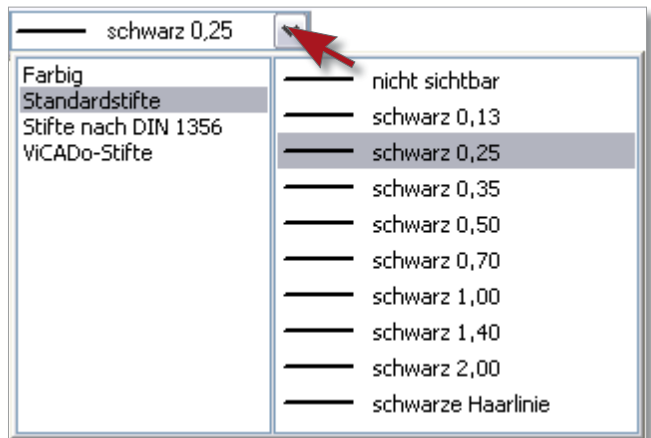 schwarz 0,25
Farbig
Standardstifte
Stifte nach DIN 1356
ViCADo-Stifte
nicht sichtbar
schwarz 0,13
schwarz 0,25
schwarz 0,35
schwarz 0,50
schwarz 0,70
schwarz 1,00
schwarz 1,40
schwarz 2,00
schwarze Haarlinie